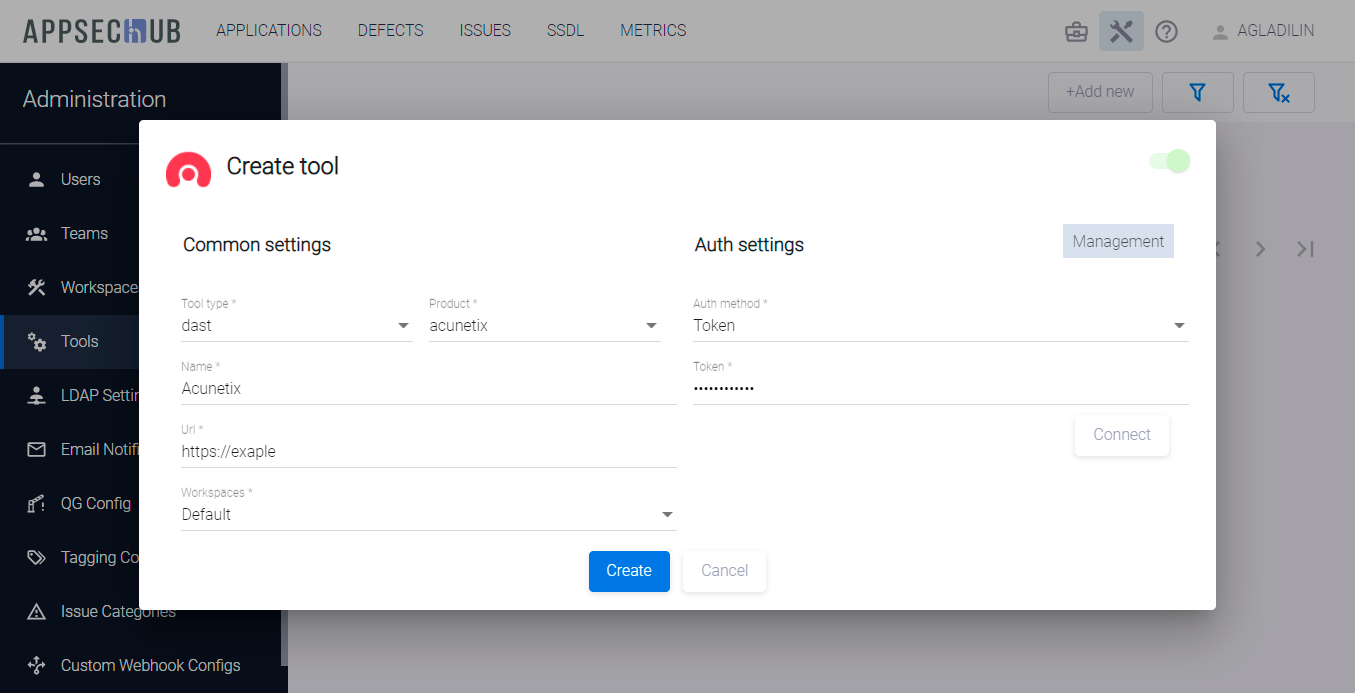 APPSECHUB APPLICATIONS DEFECTS ISSUES SSDL METRICS AGLADILIN
Administration
+Add new
Create tool
Users
Teams
Workspace
Tools
LDAP Settin
Email Notifi
QG Config
Tagging Co
Issue Categories
Custom Webhook Configs
Common settings
Tool type *
dast
Product *
acunetix
Name *
Acunetix
Url *
https://exaple
Workspaces *
Default
Auth settings
Management
Auth method *
Token
Token *
••••••••••••
Connect
Create
Cancel